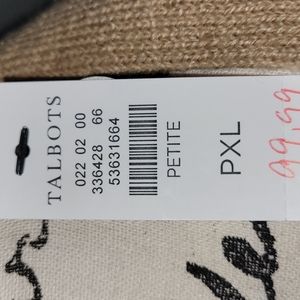 TALBOTS
022 02 00
336428 66
53631664
PETITE
PXL
99.99